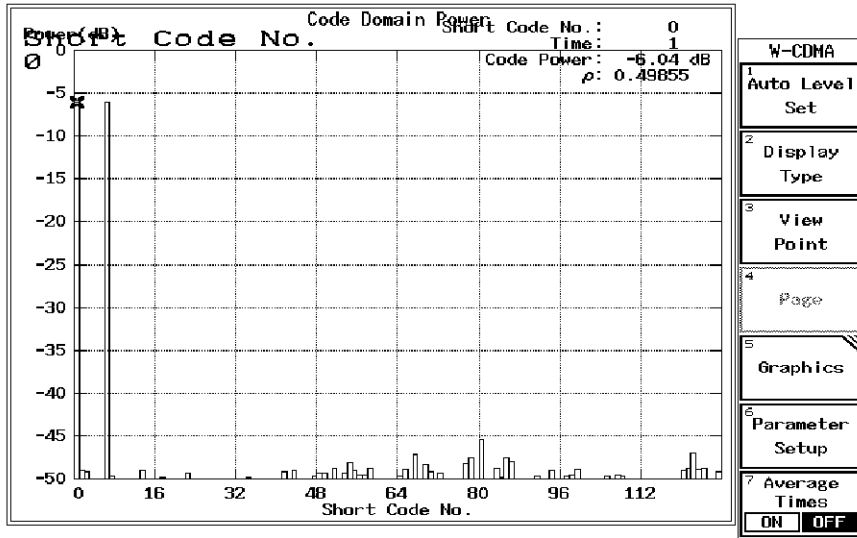 Code Domain Power
Power(dB)
Short Code No.
0
Short Code No.: 0
Time: 1
Code Power: -6.04 dB
ρ: 0.49855
0
-5
-10
-15
-20
-25
-30
-35
-40
-45
-50
0 16 32 48 64 80 96 112
Short Code No.
W-CDMA
1 Auto Level
Set
2 Display
Type
3 View
Point
4 Page
5 Graphics
6 Parameter
Setup
7 Average
Times
ON OFF